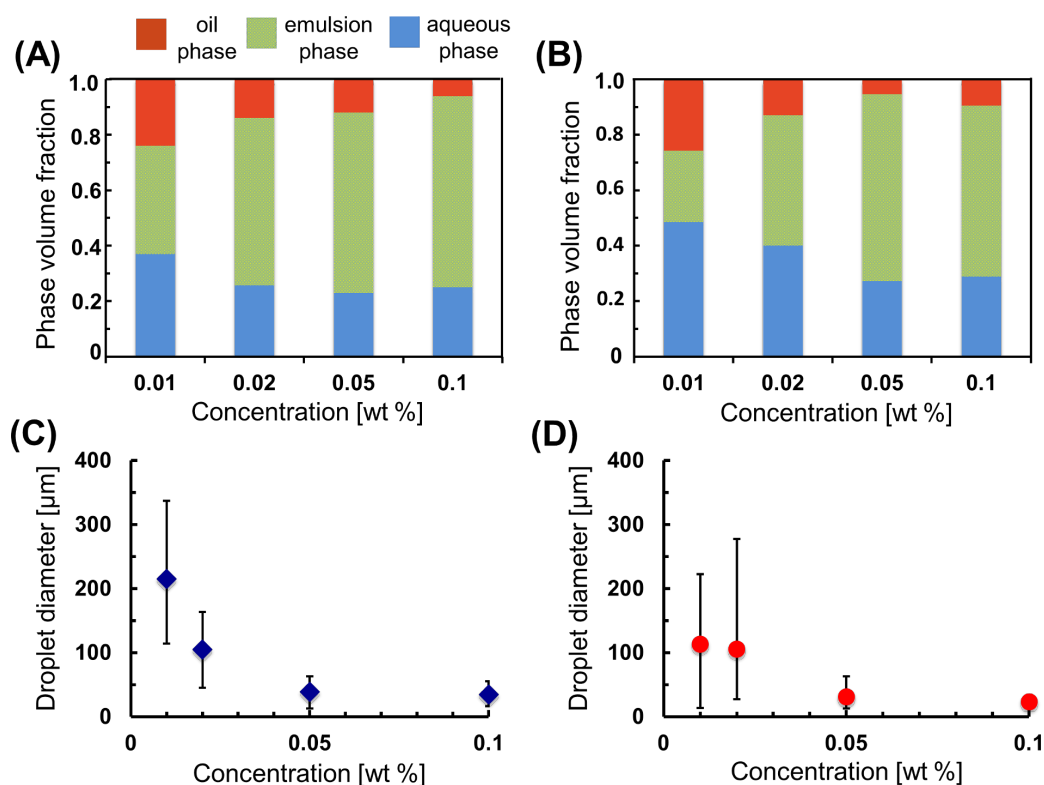 oil phase
emulsion phase
aqueous phase
(A)
Phase volume fraction
1.0
0.8
0.6
0.4
0.2
0
0.01 0.02 0.05 0.1
Concentration [wt %]
(B)
Phase volume fraction
1.0
0.8
0.6
0.4
0.2
0
0.01 0.02 0.05 0.1
Concentration [wt %]
(C)
Droplet diameter [µm]
400
300
200
100
0
0 0.05 0.1
Concentration [wt %]
(D)
Droplet diameter [µm]
400
300
200
100
0
0 0.05 0.1
Concentration [wt %]